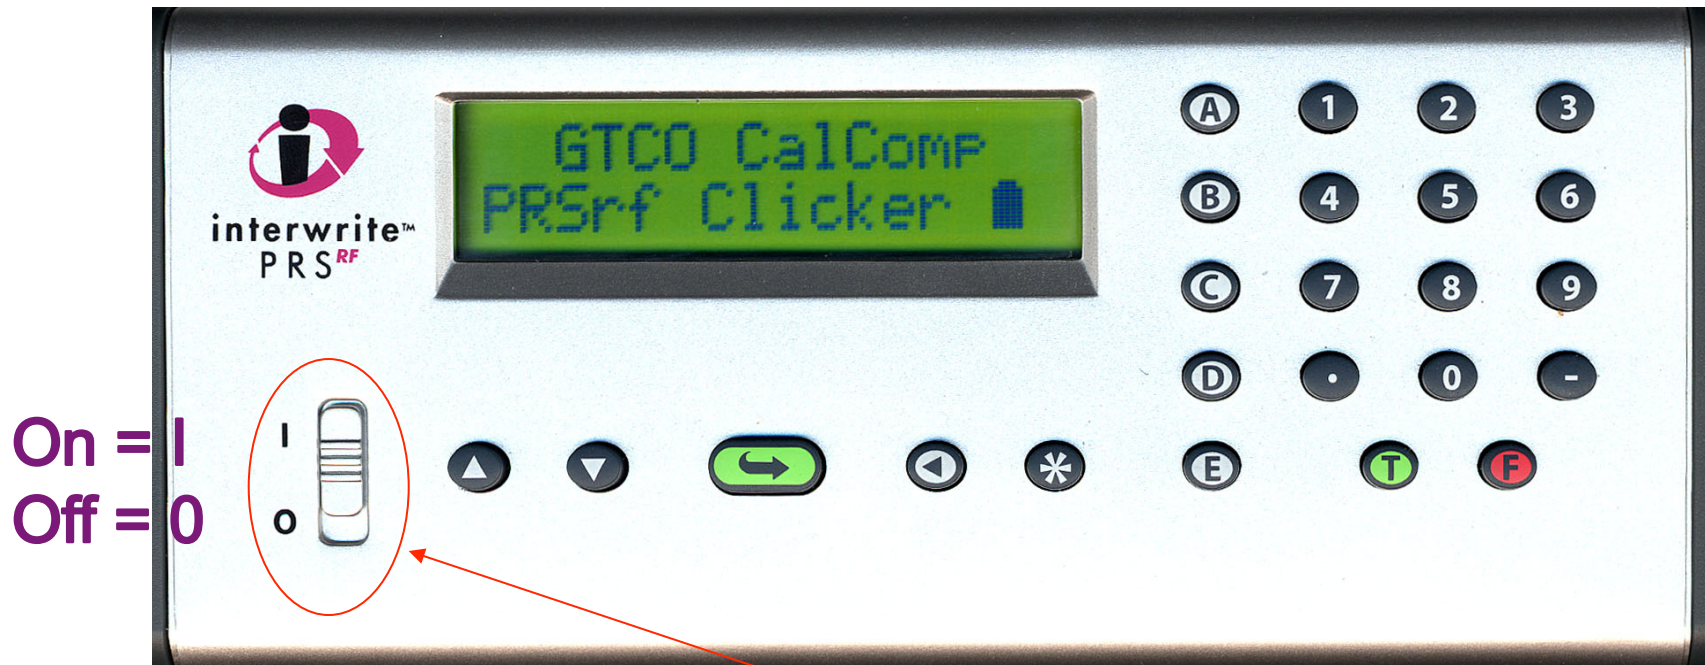 interwrite™
PRS RF
GTCO CalComp
PRSrf Clicker
A 1 2 3
B 4 5 6
C 7 8 9
D . 0 -
On = I
Off = 0
I
O
* E T F